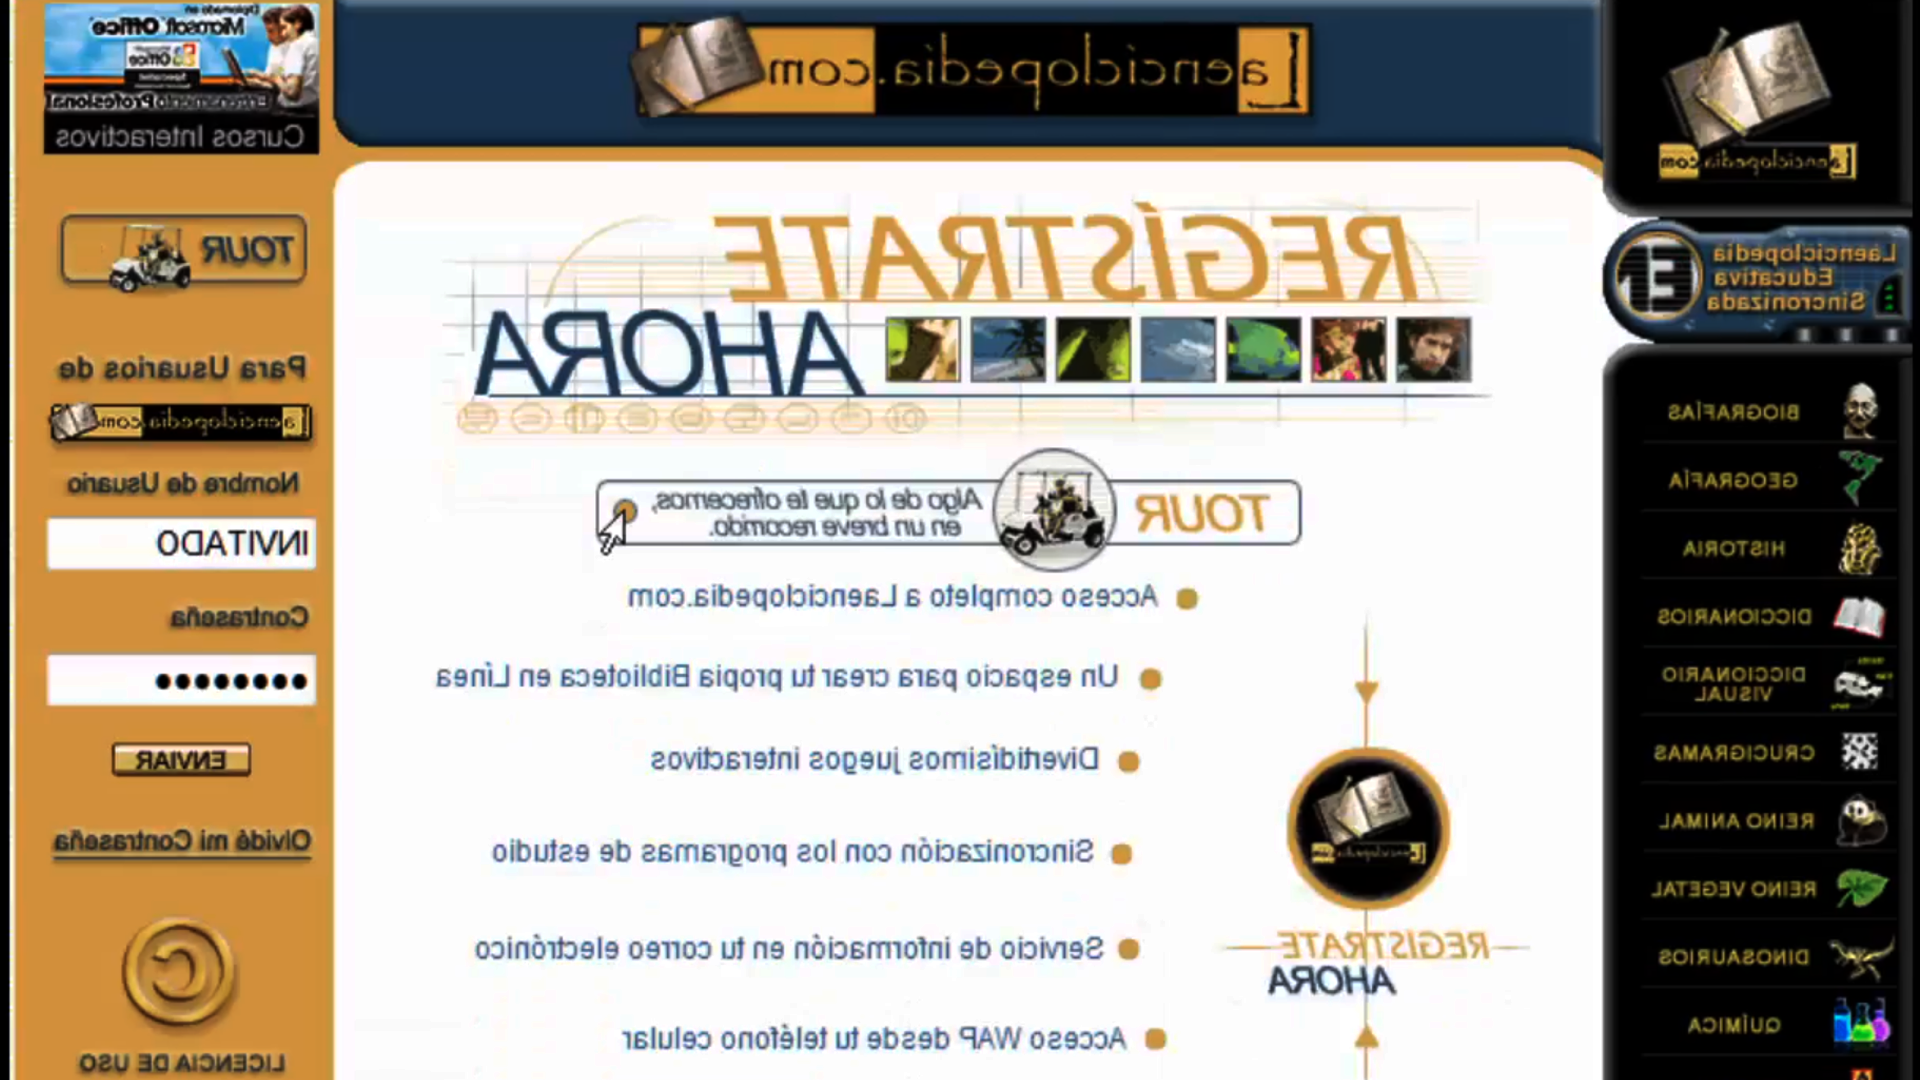 Laenciclopedia.com
Laenciclopedia.com
Laenciclopedia
Educativa
Sincronizada
BIOGRAFÍAS
GEOGRAFÍA
HISTORIA
DICCIONARIOS
DICCIONARIO
VISUAL
CRUCIGRAMAS
REINO ANIMAL
REINO VEGETAL
DINOSAURIOS
QUÍMICA
REGÍSTRATE
AHORA
TOUR
Algo de lo que te ofrecemos,
en un breve recorrido.
Acceso completo a Laenciclopedia.com
Un espacio para crear tu propia Biblioteca en Línea
Divertidísimos juegos interactivos
Sincronización con los programas de estudio
Servicio de información en tu correo electrónico
Acceso WAP desde tu teléfono celular
Laenciclopedia.com
REGÍSTRATE
AHORA
Diplomado en
Microsoft Office
Office
Specialist
Entrenamiento Profesional
Cursos Interactivos
TOUR
Para Usuarios de
Laenciclopedia.com
Nombre de Usuario
INVITADO
Contraseña
ENVIAR
Olvidé mi Contraseña
LICENCIA DE USO